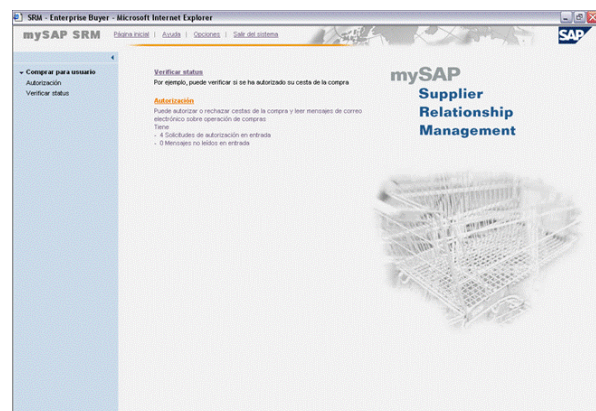 SRM - Enterprise Buyer - Microsoft Internet Explorer
mySAP SRM
Página inicial | Ayuda | Opciones | Salir del sistema
SAP
Comprar para usuario
Autorización
Verificar status
Verificar status
Por ejemplo, puede verificar si se ha autorizado su cesta de la compra
Autorización
Puede autorizar o rechazar cestas de la compra y leer mensajes de correo
electrónico sobre operación de compras
Tiene
- 4 Solicitudes de autorización en entrada
- 0 Mensajes no leídos en entrada
mySAP
Supplier
Relationship
Management